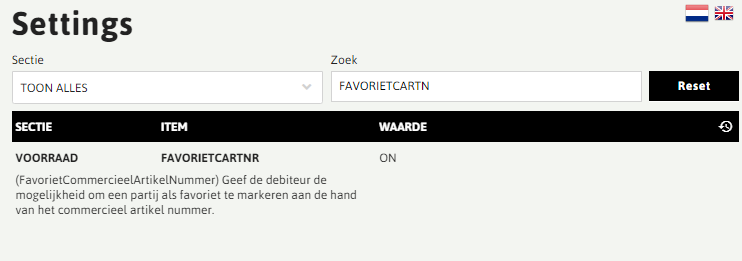 Settings
Sectie Zoek
TOON ALLES FAVORIETCARTN Reset
SECTIE ITEM WAARDE
VOORRAAD FAVORIETCARTNR ON
(FavorietCommercieelArtikelNummer) Geef de debiteur de
mogelijkheid om een partij als favoriet te markeren aan de hand
van het commercieel artikel nummer.